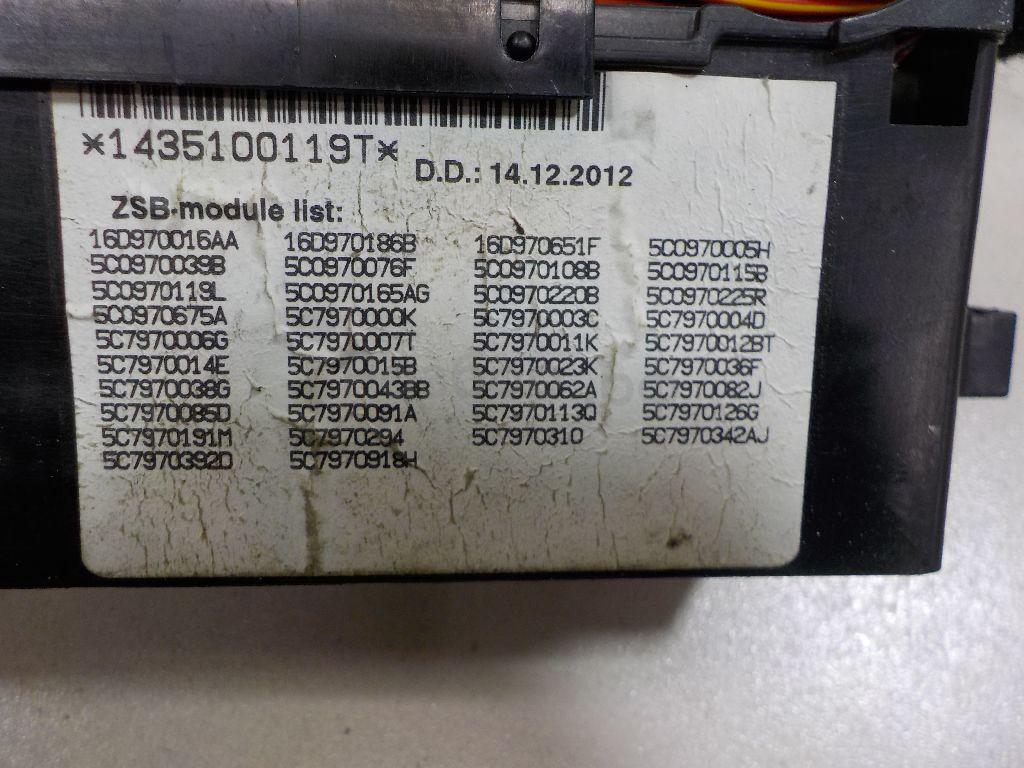 *1435100119T*
D.D.: 14.12.2012
ZSB-module list:
16D970016AA 16D970186B 16D970651F 5C0970005H
5C0970039B 5C0970076F 5C0970108B 5C0970115B
5C0970119L 5C0970165AG 5C0970220B 5C0970225R
5C0970675A 5C7970000K 5C7970003C 5C7970004D
5C7970006G 5C7970007T 5C7970011K 5C7970012BT
5C7970014E 5C7970015B 5C7970023K 5C7970036F
5C7970038G 5C7970043BB 5C7970062A 5C7970082J
5C7970085D 5C7970091A 5C7970113Q 5C7970126G
5C7970191M 5C7970294 5C7970310 5C7970342AJ
5C7970392D 5C7970918H